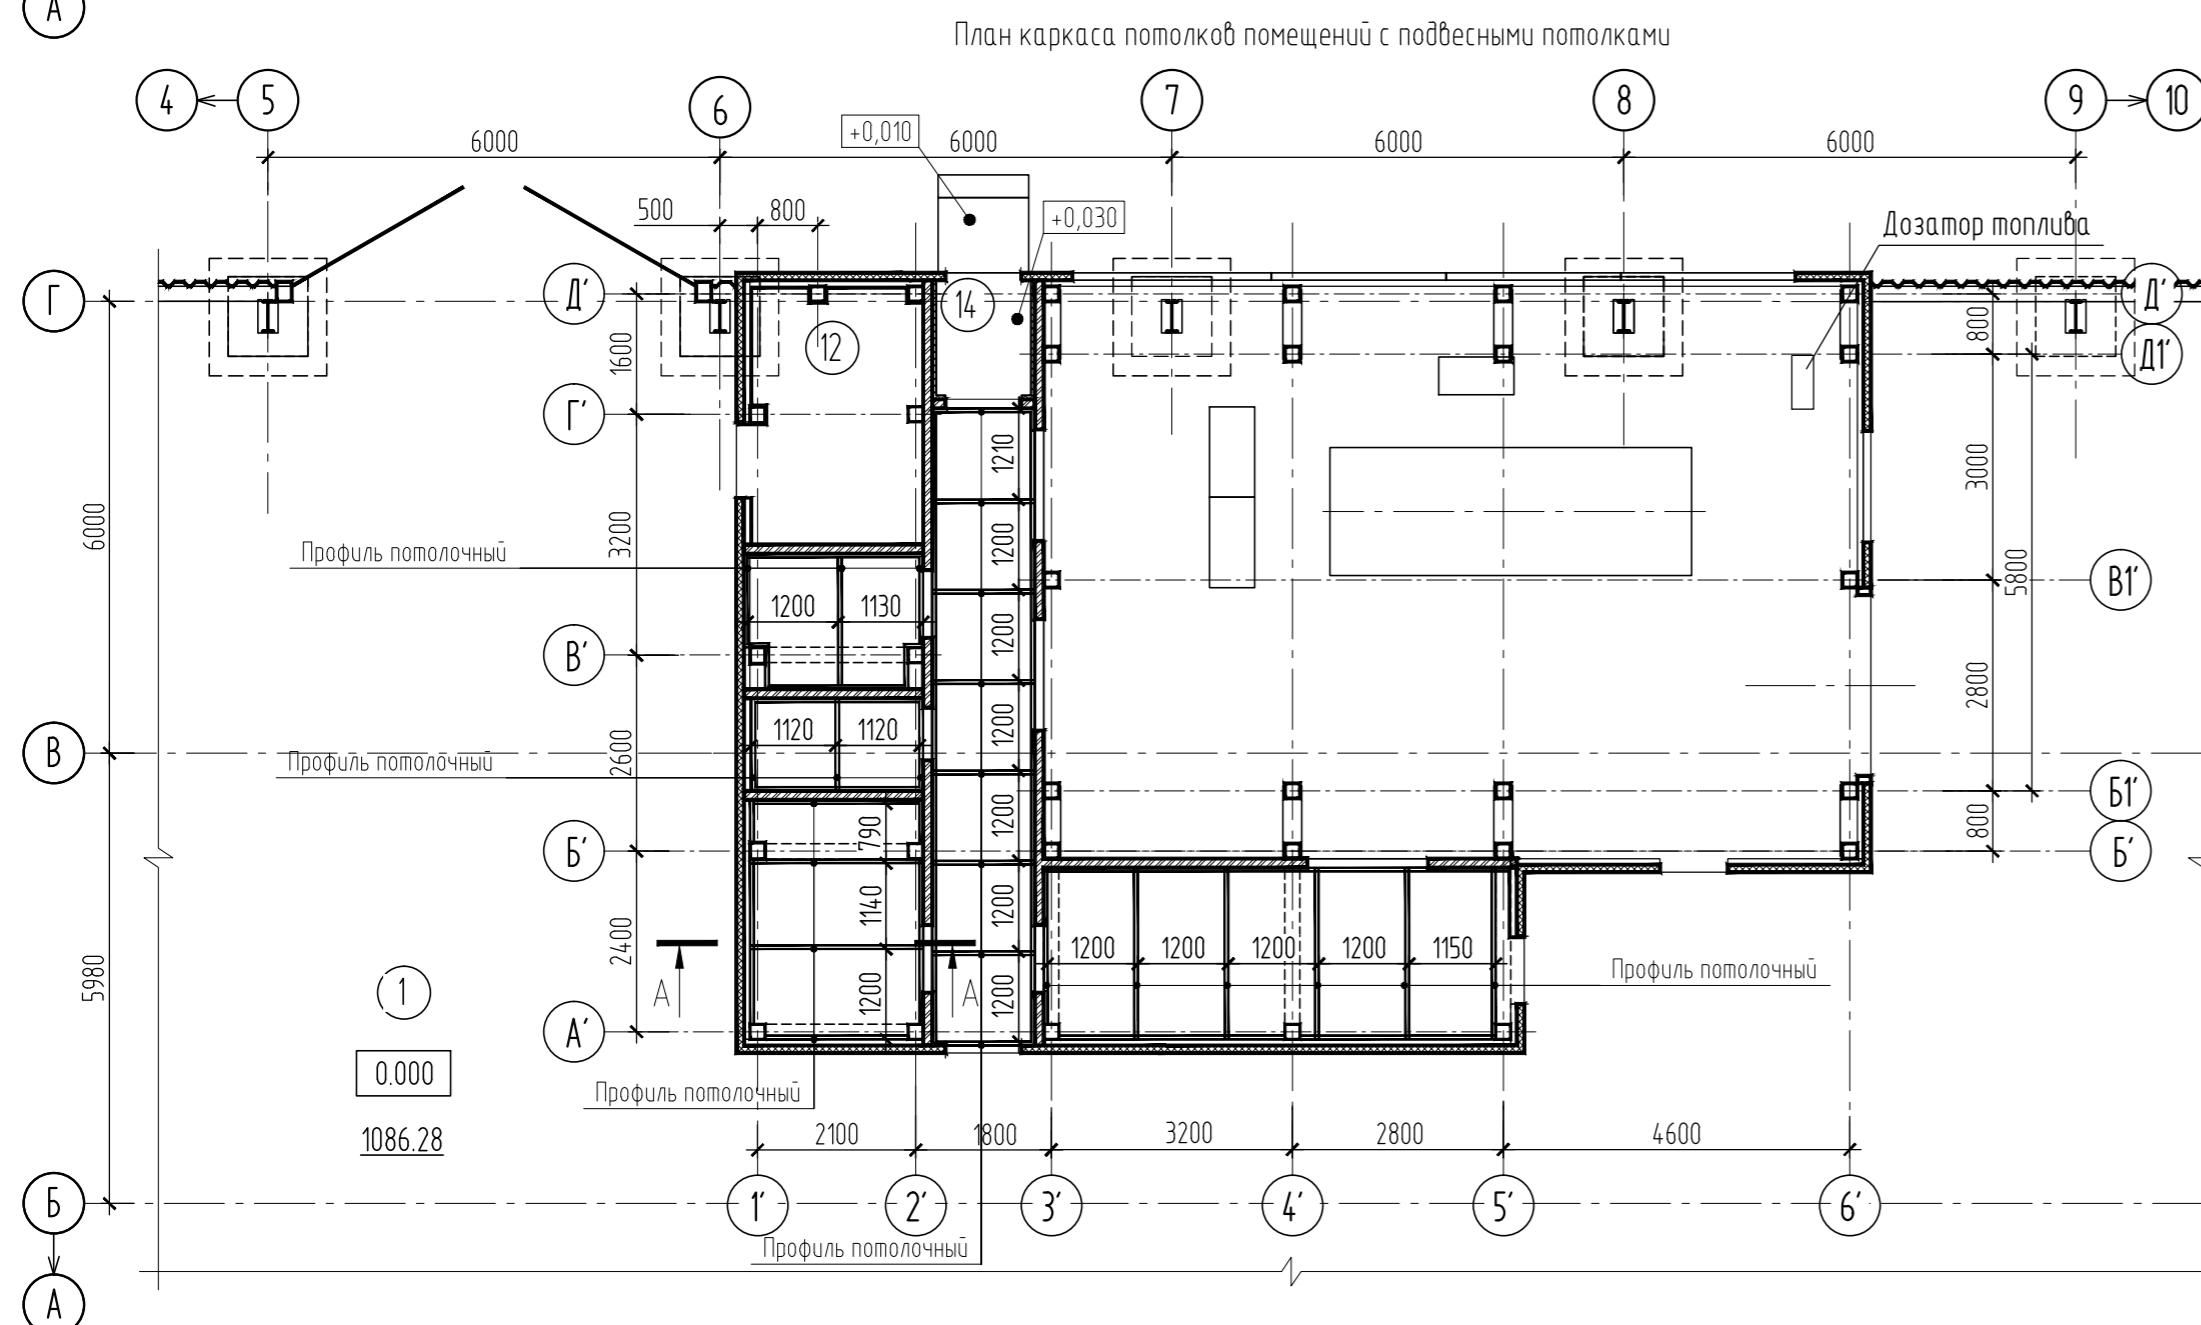 А
План каркаса потолков помещений с подвесными потолками
4
5
6
7
8
9
10
6000
6000
6000
6000
+0,010
500
800
+0,030
Дозатор топлива
Г
Д'
14
12
Д'
Д1'
800
1600
Г'
1210
3000
6000
3200
Профиль потолочный
1200
5800
В1'
1200
1130
1200
В'
2800
1120
1120
1200
В
2600
Профиль потолочный
Б1'
790
1200
800
Б'
Б'
1140
1200
2400
1200
1200
1200
1200
1150
Профиль потолочный
5980
1
А
А
1200
1200
А'
0.000
Профиль потолочный
1086.28
2100
1800
3200
2800
4600
Б
1'
2'
3'
4'
5'
6'
Профиль потолочный
А